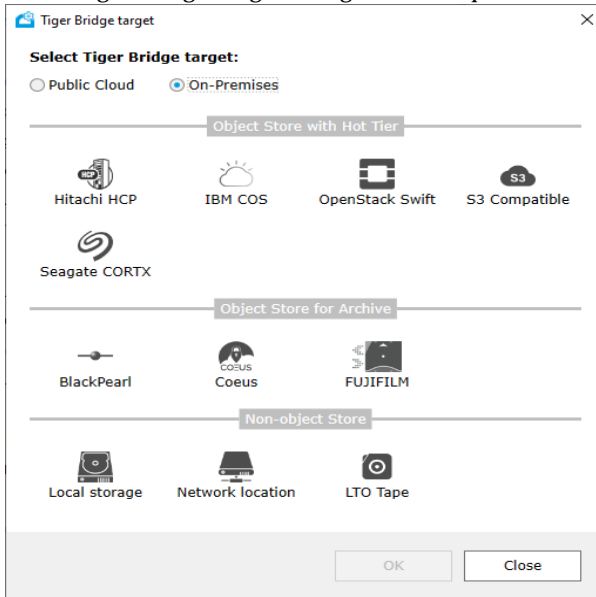 Tiger Bridge target
Select Tiger Bridge target:
Public Cloud On-Premises
Object Store with Hot Tier
HCP S3
Hitachi HCP IBM COS OpenStack Swift S3 Compatible
Seagate CORTX
Object Store for Archive
COEUS
BlackPearl Coeus FUJIFILM
Non-object Store
Local storage Network location LTO Tape
OK Close